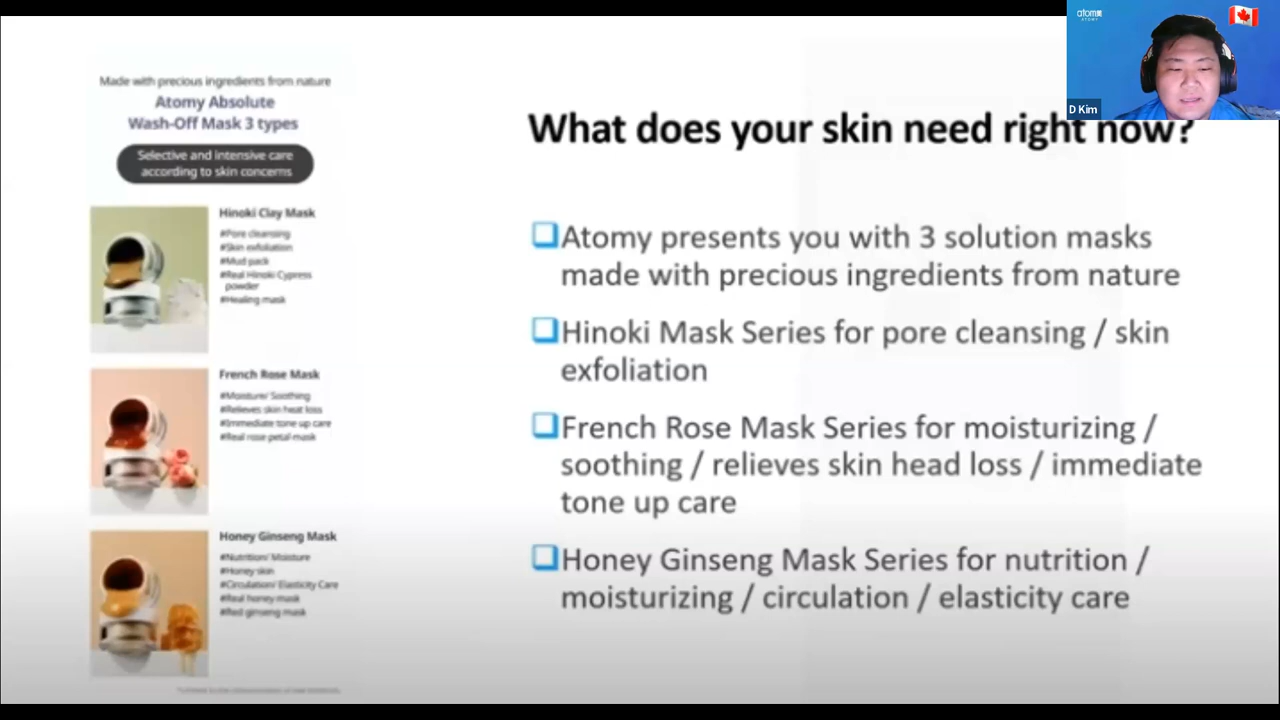 Made with precious ingredients from nature
Atomy Absolute
Wash-Off Mask 3 types
Selective and intensive care
according to skin concerns
Hinoki Clay Mask
#Pore cleansing
#Skin exfoliation
#Mud pack
#Real Hinoki Cypress
powder
#Healing mask
French Rose Mask
#Moisture/ Soothing
#Relieves skin heat loss
#Immediate tone up care
#Real rose petal mask
Honey Ginseng Mask
#Nutrition/ Moisture
#Honey skin
#Circulation/ Elasticity Care
#Real honey mask
#Red ginseng mask
What does your skin need right now?
Atomy presents you with 3 solution masks
made with precious ingredients from nature
Hinoki Mask Series for pore cleansing / skin
exfoliation
French Rose Mask Series for moisturizing /
soothing / relieves skin head loss / immediate
tone up care
Honey Ginseng Mask Series for nutrition /
moisturizing / circulation / elasticity care
D Kim